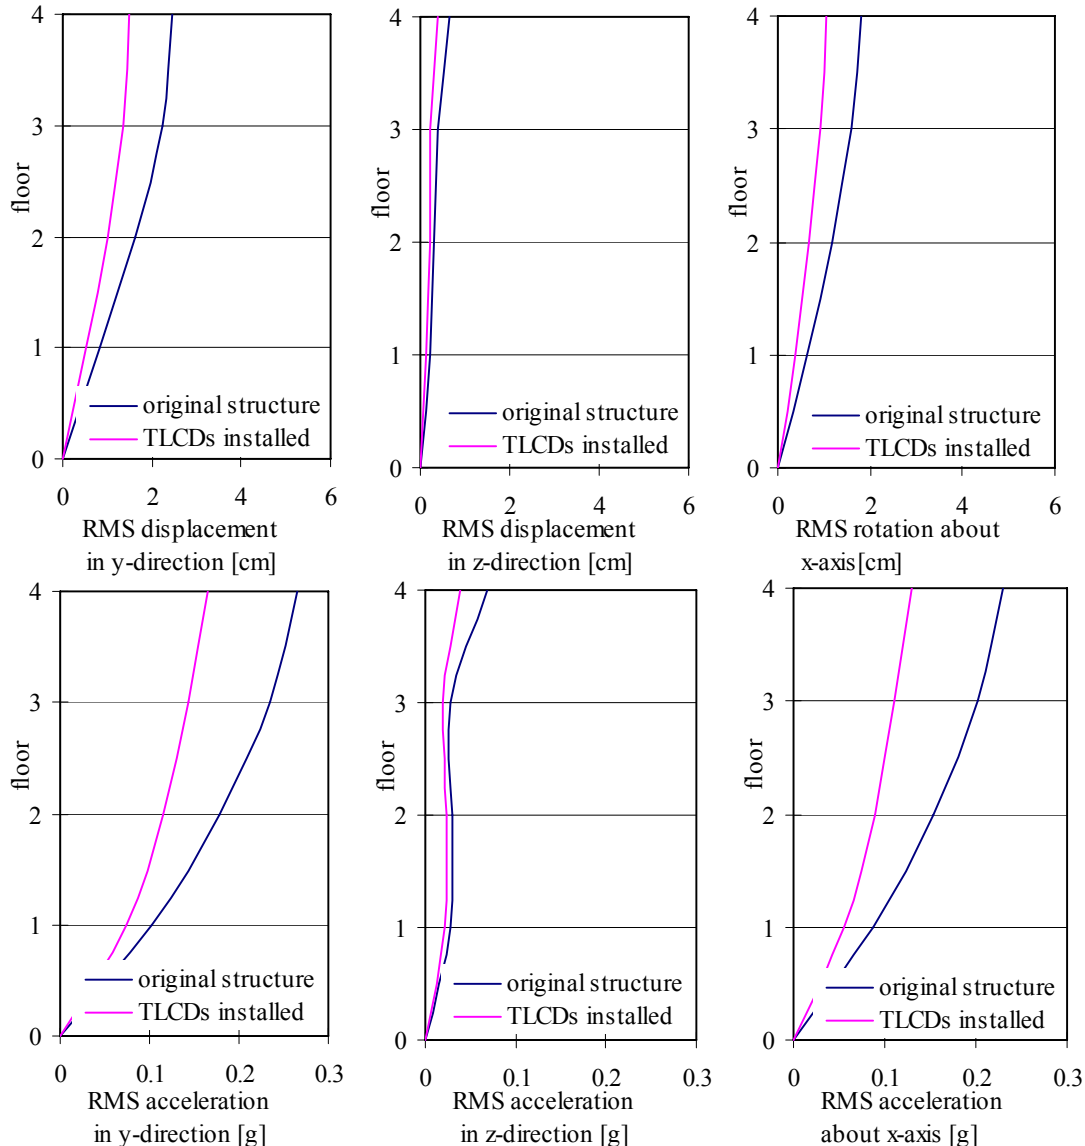 4
3
2
1
0
floor
original structure
TLCDs installed
0 2 4 6
RMS displacement
in y-direction [cm]
4
3
2
1
0
floor
original structure
TLCDs installed
0 2 4 6
RMS displacement
in z-direction [cm]
4
3
2
1
0
floor
original structure
TLCDs installed
0 2 4 6
RMS rotation about
x-axis[cm]
4
3
2
1
0
floor
original structure
TLCDs installed
0 0.1 0.2 0.3
RMS acceleration
in y-direction [g]
4
3
2
1
0
floor
original structure
TLCDs installed
0 0.1 0.2 0.3
RMS acceleration
in z-direction [g]
4
3
2
1
0
floor
original structure
TLCDs installed
0 0.1 0.2 0.3
RMS acceleration
about x-axis [g]